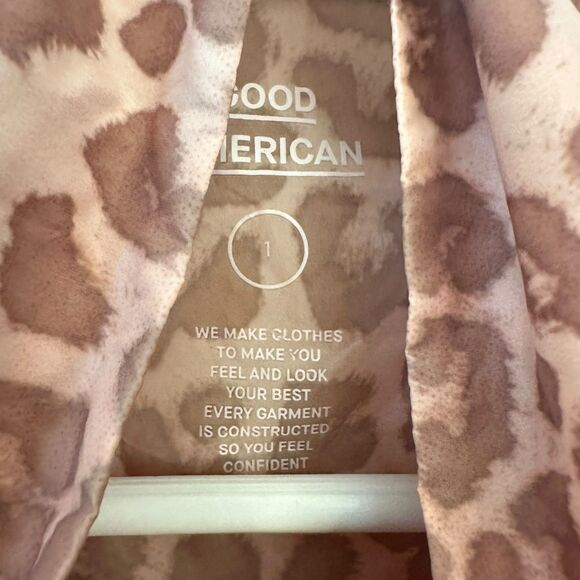 GOOD
MERICAN
1
WE MAKE CLOTHES
TO MAKE YOU
FEEL AND LOOK
YOUR BEST
EVERY GARMENT
IS CONSTRUCTED
SO YOU FEEL
CONFIDENT